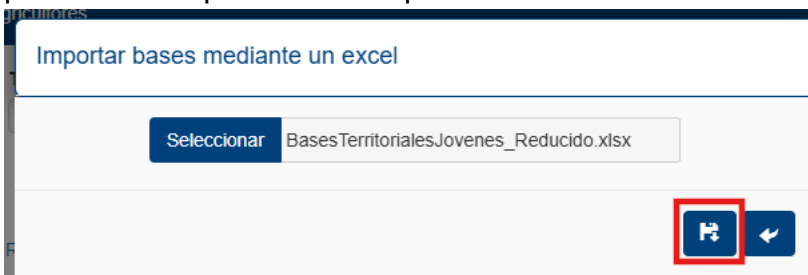 Importar bases mediante un excel
Seleccionar BasesTerritorialesJovenes_Reducido.xlsx